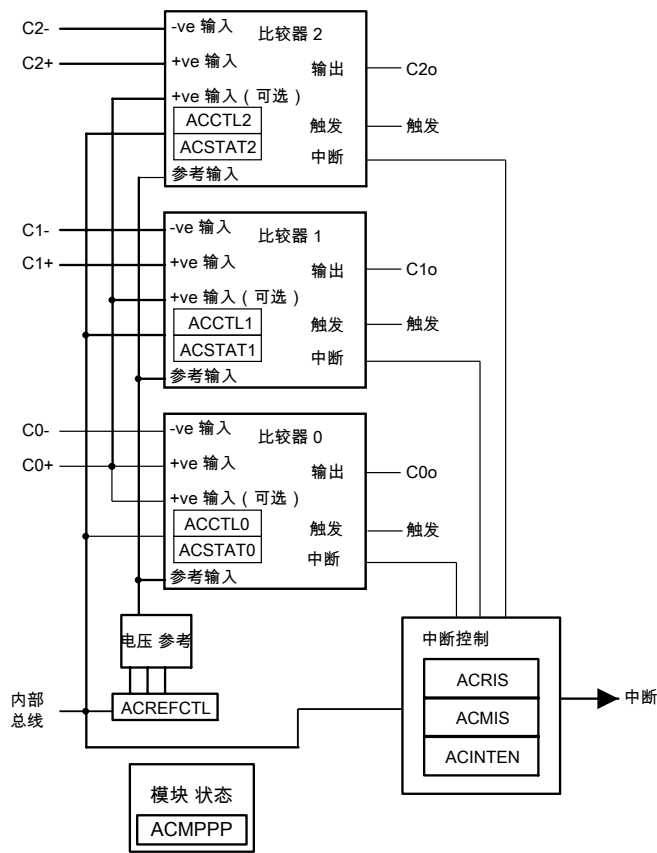 C2-
-ve 输入
比较器 2
C2+
+ve 输入
输出
C2o
+ve 输入 ( 可选 )
ACCTL2
触发
触发
ACSTAT2
中断
参考输入
C1-
-ve 输入
比较器 1
C1+
+ve 输入
输出
C1o
+ve 输入 ( 可选 )
ACCTL1
触发
触发
ACSTAT1
中断
参考输入
C0-
-ve 输入
比较器 0
C0+
+ve 输入
输出
C0o
+ve 输入 ( 可选 )
ACCTL0
触发
触发
ACSTAT0
中断
参考输入
电压 参考
中断控制
ACRIS
内部
总线
ACREFCTL
ACMIS
中断
ACINTEN
模块 状态
ACMPPP